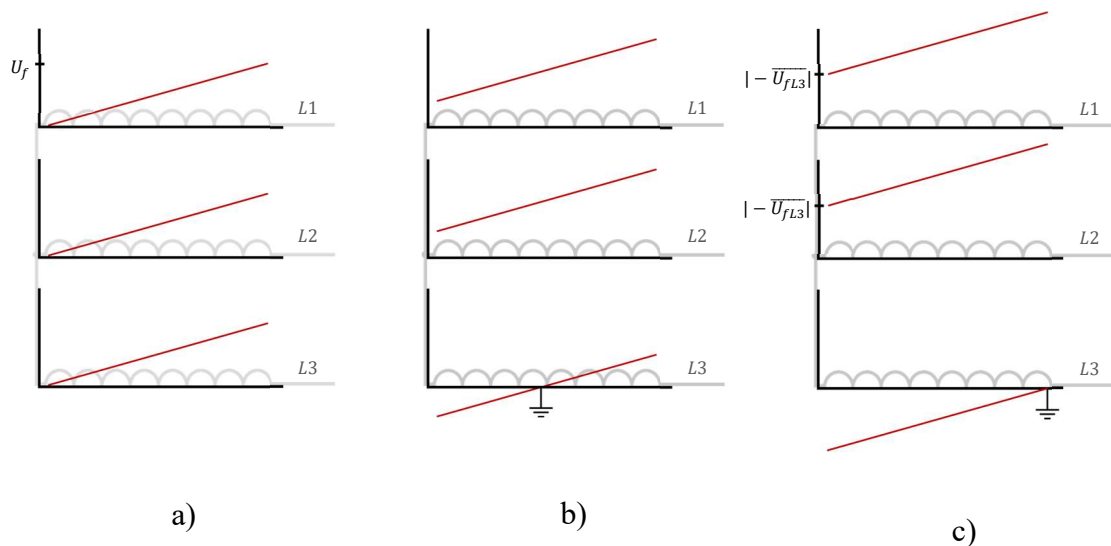 U_f
L1
L2
L3
a)
L1
L2
L3
b)
|− \overline{U_{fL3}}|
L1
|− \overline{U_{fL3}}|
L2
L3
c)